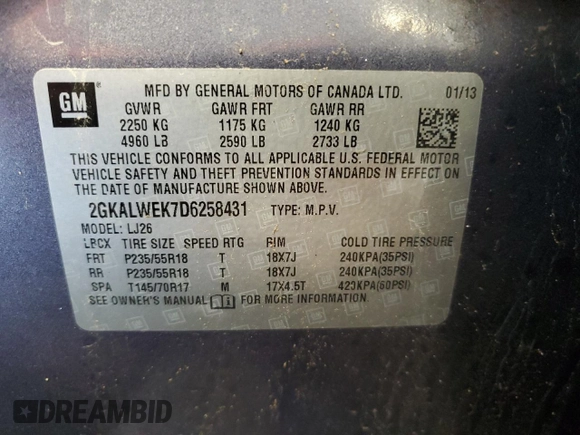 GM
MFD BY GENERAL MOTORS OF CANADA LTD. 01/13
GVWR GAWR FRT GAWR RR
2250 KG 1175 KG 1240 KG
4960 LB 2590 LB 2733 LB
THIS VEHICLE CONFORMS TO ALL APPLICABLE U.S. FEDERAL MOTOR
VEHICLE SAFETY AND THEFT PREVENTION STANDARDS IN EFFECT ON
THE DATE OF MANUFACTURE SHOWN ABOVE.
2GKALWEK7D6258431 TYPE: M.P.V.
MODEL: LJ26
TIRE SIZE SPEED RTG RIM COLD TIRE PRESSURE
FRT P235/55R18 T 18X7J 240KPA(35PSI)
RR P235/55R18 T 18X7J 240KPA(35PSI)
SPA T145/70R17 M 17X4.5T 420KPA(60PSI)
SEE OWNER'S MANUAL FOR MORE INFORMATION.
DREAMBID